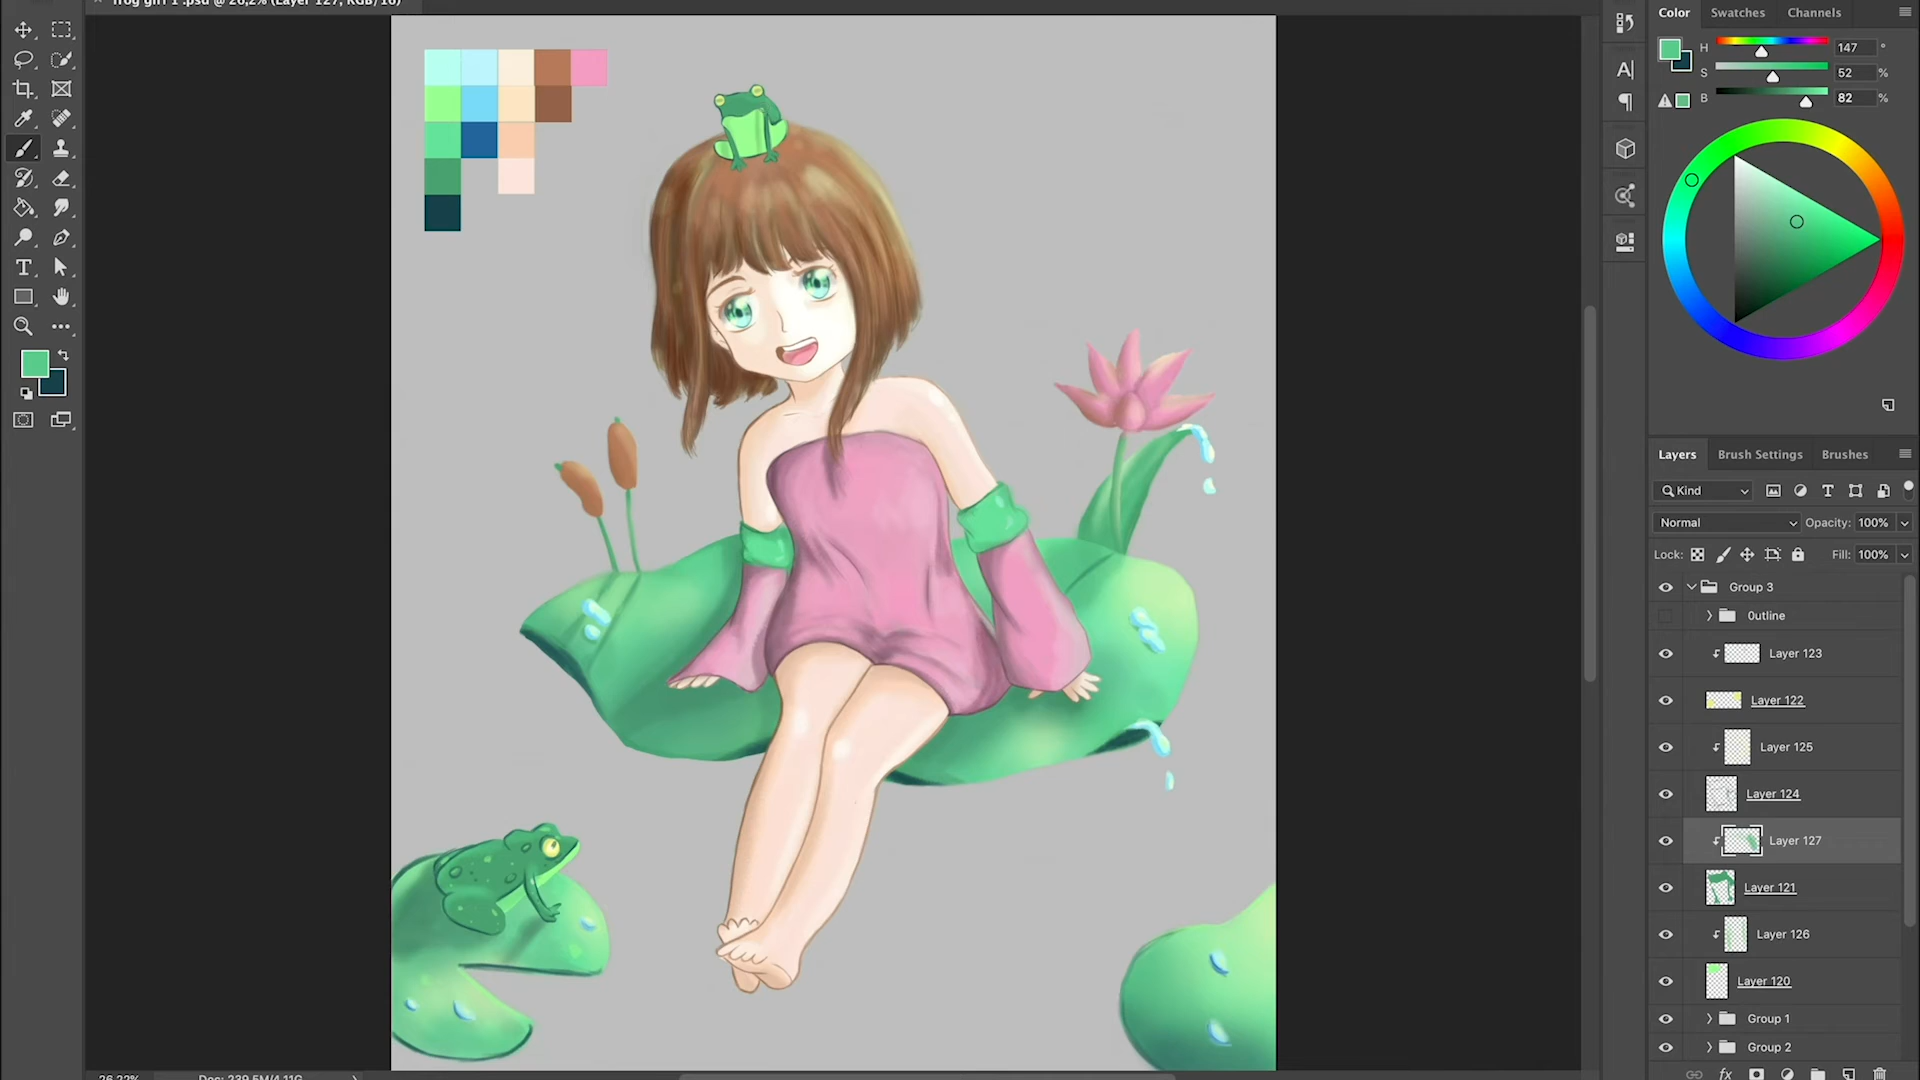 frog girl 1 .psd @ 26,2% (Layer 127, RGB/16)
Color Swatches Channels
H 147 °
S 52 %
B 82 %
Layers Brush Settings Brushes
Kind
Normal Opacity: 100%
Lock: Fill: 100%
Group 3
Outline
Layer 123
Layer 122
Layer 125
Layer 124
Layer 127
Layer 121
Layer 126
Layer 120
Group 1
Group 2
fx
26,22% Doc: 239,5M/4,11G